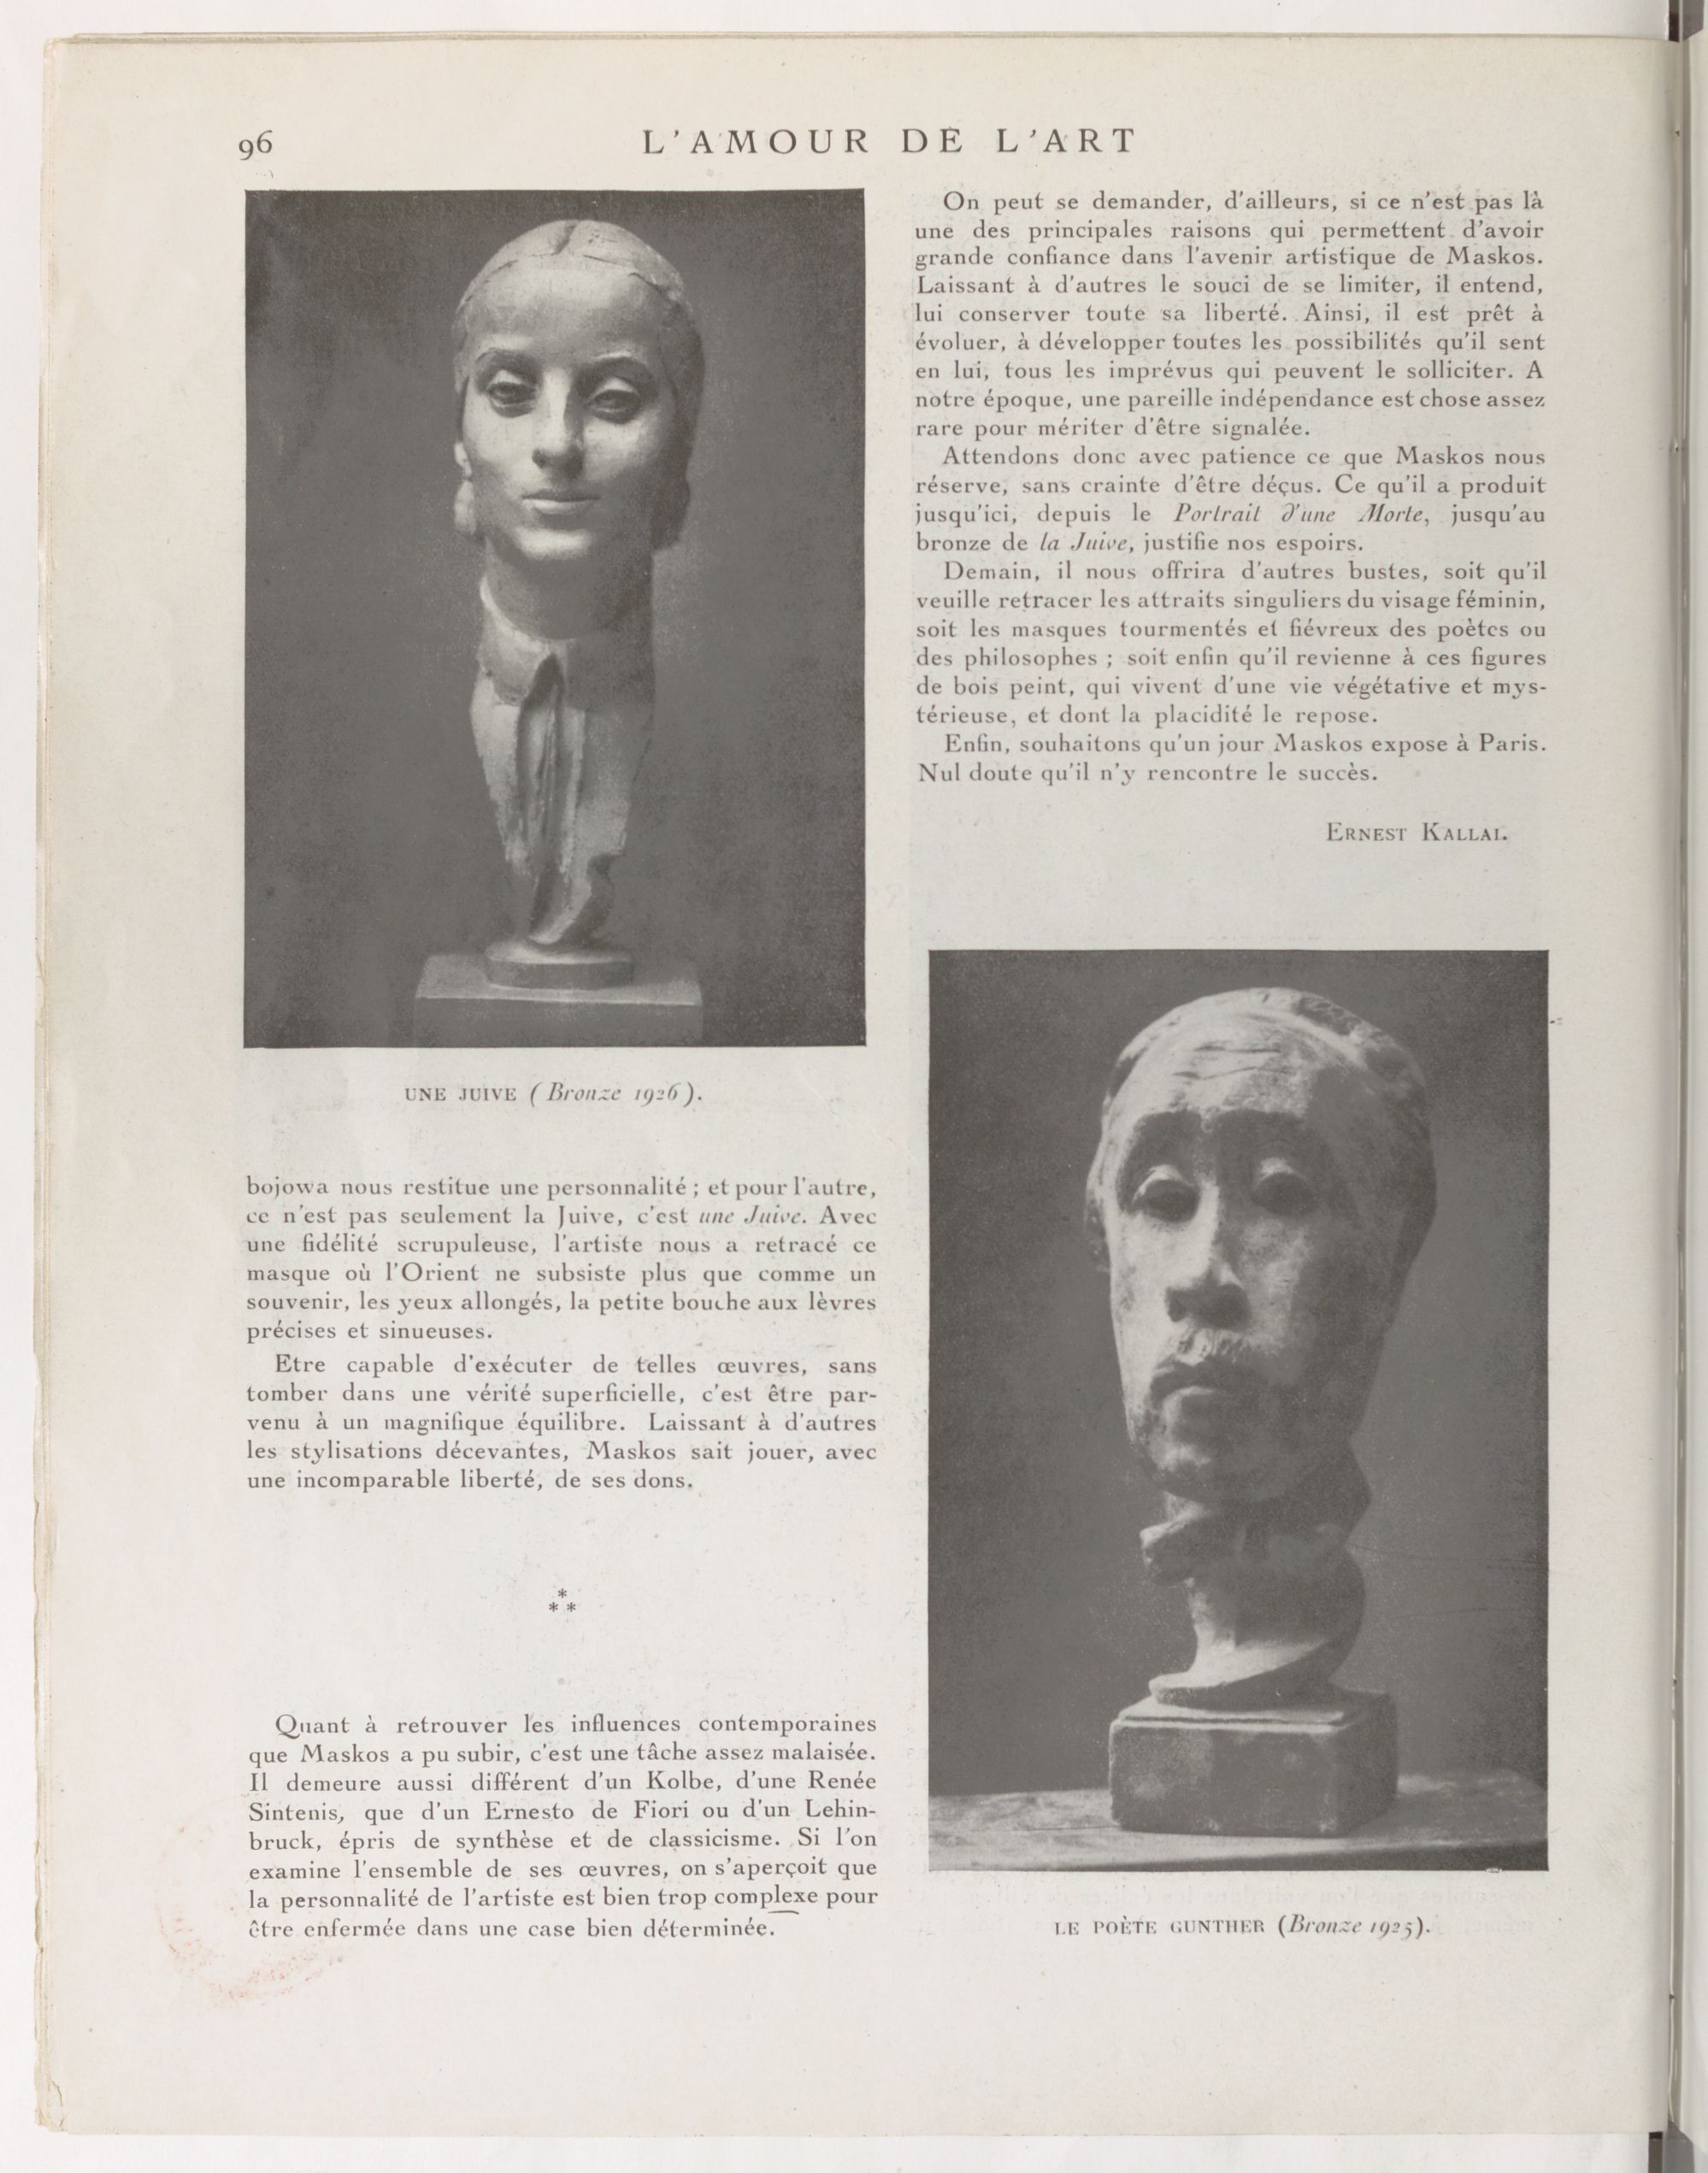 96
L'AMOUR DE L'ART
UNE JUIVE (Bronze 1926).
bojowa nous restitue une personnalité ; et pour l'autre,
ce n'est pas seulement la Juive, c'est une Juive. Avec
une fidélité scrupuleuse, l'artiste nous a retracé ce
masque où l'Orient ne subsiste plus que comme un
souvenir, les yeux allongés, la petite bouche aux lèvres
précises et sinueuses.
Etre capable d'exécuter de telles œuvres, sans
tomber dans une vérité superficielle, c'est être par-
venu à un magnifique équilibre. Laissant à d'autres
les stylisations décevantes, Maskos sait jouer, avec
une incomparable liberté, de ses dons.
*
* *
Quant à retrouver les influences contemporaines
que Maskos a pu subir, c'est une tâche assez malaisée.
Il demeure aussi différent d'un Kolbe, d'une Renée
Sintenis, que d'un Ernesto de Fiori ou d'un Lehin-
bruck, épris de synthèse et de classicisme. Si l'on
examine l'ensemble de ses œuvres, on s'aperçoit que
la personnalité de l'artiste est bien trop complexe pour
être enfermée dans une case bien déterminée.
On peut se demander, d'ailleurs, si ce n'est pas là
une des principales raisons qui permettent d'avoir
grande confiance dans l'avenir artistique de Maskos.
Laissant à d'autres le souci de se limiter, il entend,
lui conserver toute sa liberté. Ainsi, il est prêt à
évoluer, à développer toutes les possibilités qu'il sent
en lui, tous les imprévus qui peuvent le solliciter. A
notre époque, une pareille indépendance est chose assez
rare pour mériter d'être signalée.
Attendons donc avec patience ce que Maskos nous
réserve, sans crainte d'être déçus. Ce qu'il a produit
jusqu'ici, depuis le Portrait d'une Morte, jusqu'au
bronze de la Juive, justifie nos espoirs.
Demain, il nous offrira d'autres bustes, soit qu'il
veuille retracer les attraits singuliers du visage féminin,
soit les masques tourmentés et fiévreux des poètes ou
des philosophes ; soit enfin qu'il revienne à ces figures
de bois peint, qui vivent d'une vie végétative et mys-
térieuse, et dont la placidité le repose.
Enfin, souhaitons qu'un jour Maskos expose à Paris.
Nul doute qu'il n'y rencontre le succès.
ERNEST KALLAI.
LE POÈTE GUNTHER (Bronze 1925).